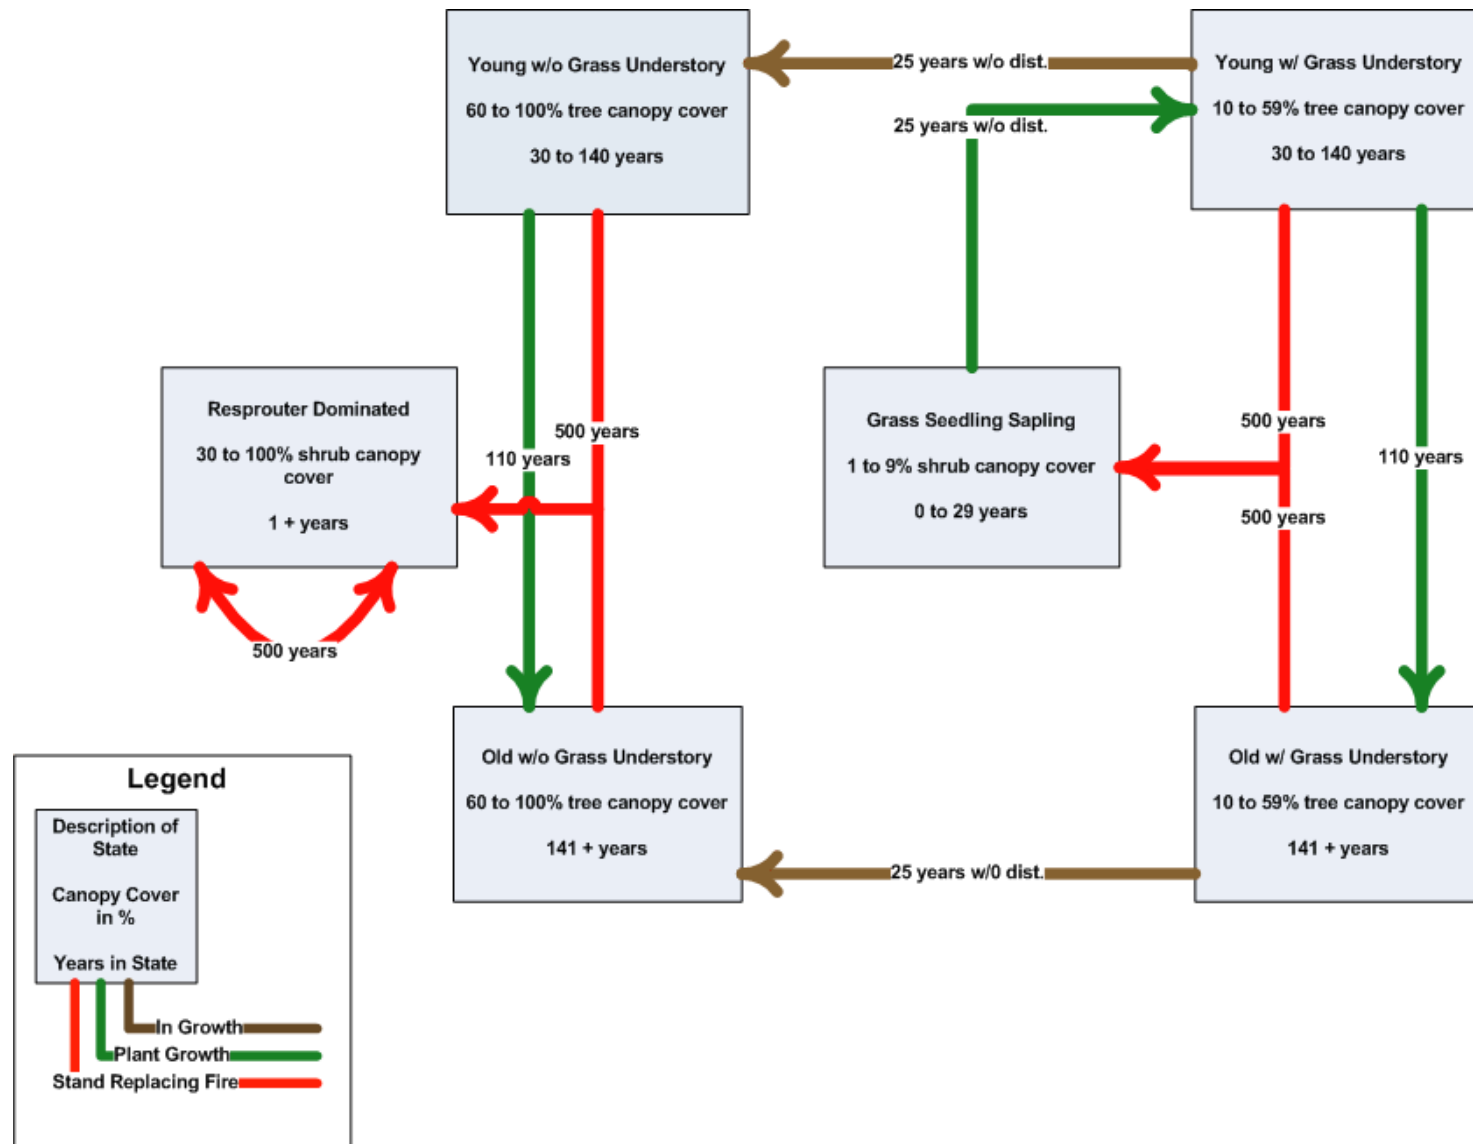 Young w/o Grass Understory
60 to 100% tree canopy cover
30 to 140 years
25 years w/o dist.
25 years w/o dist.
Young w/ Grass Understory
10 to 59% tree canopy cover
30 to 140 years
Resprouter Dominated
30 to 100% shrub canopy
cover
1 + years
500 years
110 years
500 years
Grass Seedling Sapling
1 to 9% shrub canopy cover
0 to 29 years
500 years
500 years
110 years
Old w/o Grass Understory
60 to 100% tree canopy cover
141 + years
25 years w/0 dist.
Old w/ Grass Understory
10 to 59% tree canopy cover
141 + years
Legend
Description of
State
Canopy Cover
in %
Years in State
In Growth
Plant Growth
Stand Replacing Fire